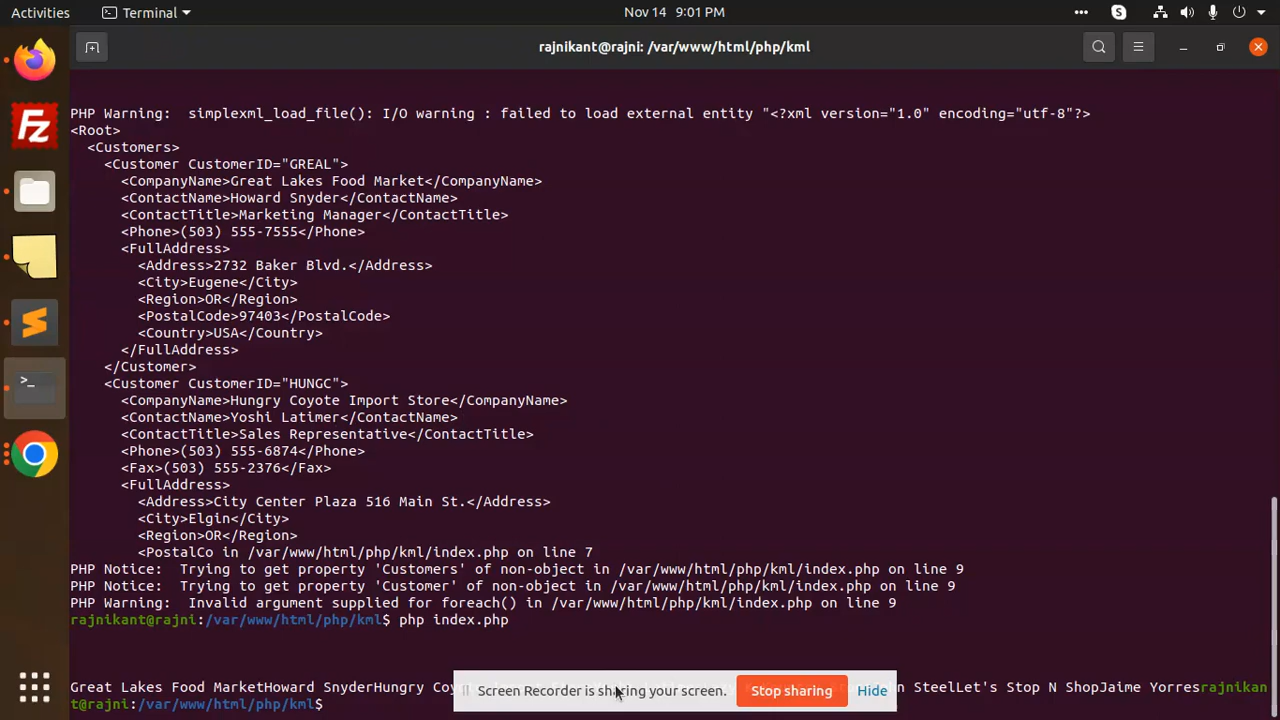 Activities
Terminal
Nov 14 9:01 PM
rajnikant@rajni: /var/www/html/php/kml
PHP Warning:  simplexml_load_file(): I/O warning : failed to load external entity "<?xml version="1.0" encoding="utf-8"?>
<Root>
  <Customers>
    <Customer CustomerID="GREAL">
      <CompanyName>Great Lakes Food Market</CompanyName>
      <ContactName>Howard Snyder</ContactName>
      <ContactTitle>Marketing Manager</ContactTitle>
      <Phone>(503) 555-7555</Phone>
      <FullAddress>
        <Address>2732 Baker Blvd.</Address>
        <City>Eugene</City>
        <Region>OR</Region>
        <PostalCode>97403</PostalCode>
        <Country>USA</Country>
      </FullAddress>
    </Customer>
    <Customer CustomerID="HUNGC">
      <CompanyName>Hungry Coyote Import Store</CompanyName>
      <ContactName>Yoshi Latimer</ContactName>
      <ContactTitle>Sales Representative</ContactTitle>
      <Phone>(503) 555-6874</Phone>
      <Fax>(503) 555-2376</Fax>
      <FullAddress>
        <Address>City Center Plaza 516 Main St.</Address>
        <City>Elgin</City>
        <Region>OR</Region>
        <PostalCo in /var/www/html/php/kml/index.php on line 7
PHP Notice:  Trying to get property 'Customers' of non-object in /var/www/html/php/kml/index.php on line 9
PHP Notice:  Trying to get property 'Customer' of non-object in /var/www/html/php/kml/index.php on line 9
PHP Warning:  Invalid argument supplied for foreach() in /var/www/html/php/kml/index.php on line 9
rajnikant@rajni:/var/www/html/php/kml$ php index.php
Great Lakes Food MarketHoward SnyderHungry SteelLet's Stop N ShopJaime Yorresrajnikan
t@rajni:/var/www/html/php/kml$
Screen Recorder is sharing your screen.
Stop sharing
Hide